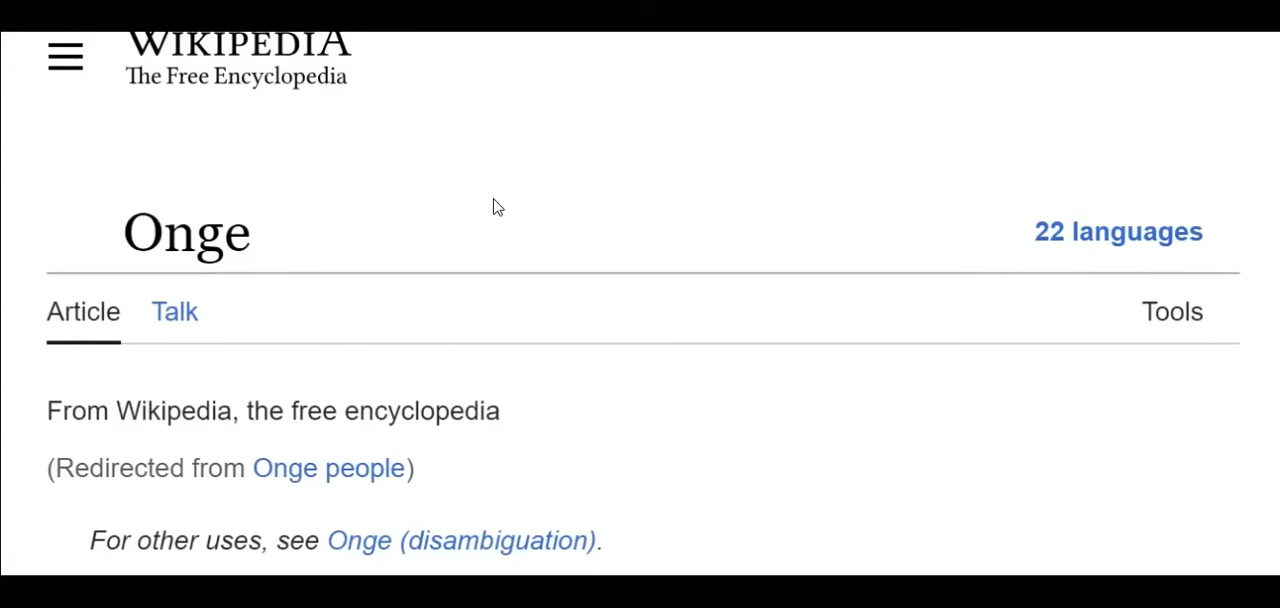 WIKIPEDIA
The Free Encyclopedia
Onge
22 languages
Article Talk
Tools
From Wikipedia, the free encyclopedia
(Redirected from Onge people)
For other uses, see Onge (disambiguation).